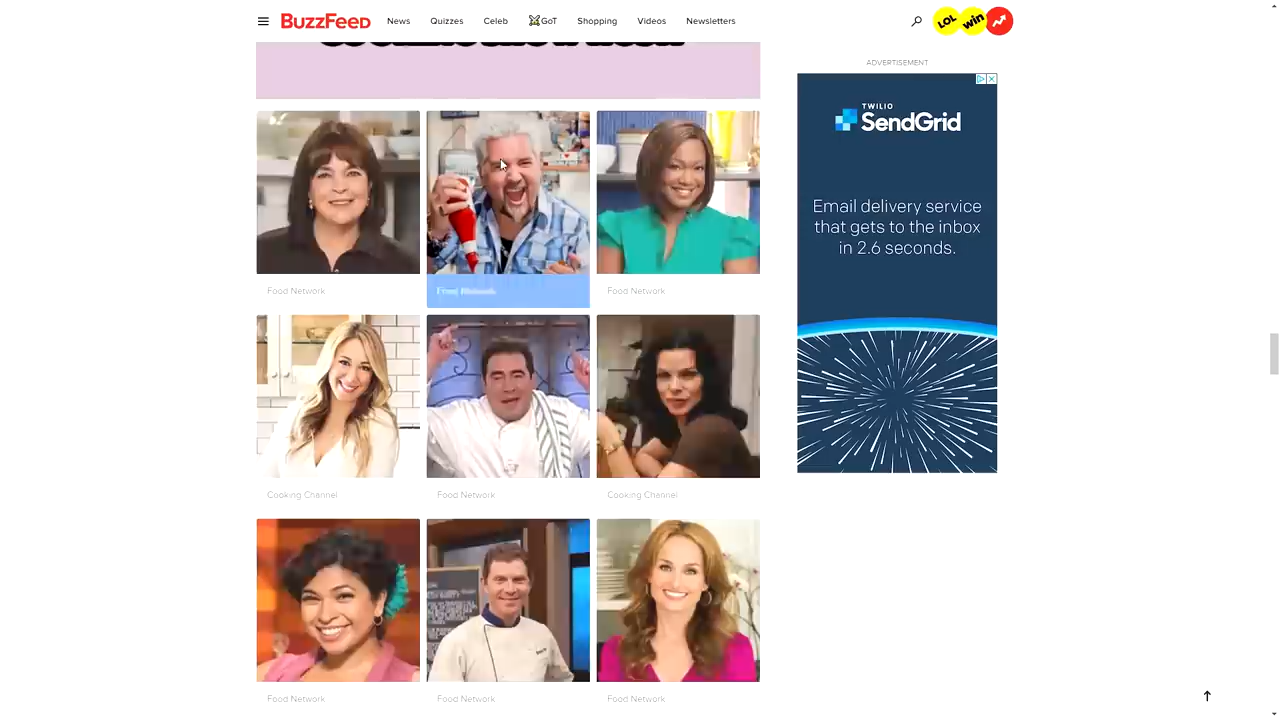 BuzzFeed
News
Quizzes
Celeb
GoT
Shopping
Videos
Newsletters
LOL
win
ADVERTISEMENT
TWILIO
SendGrid
Email delivery service
that gets to the inbox
in 2.6 seconds.
Food Network
Food Network
Food Network
Cooking Channel
Food Network
Cooking Channel
Food Network
Food Network
Food Network